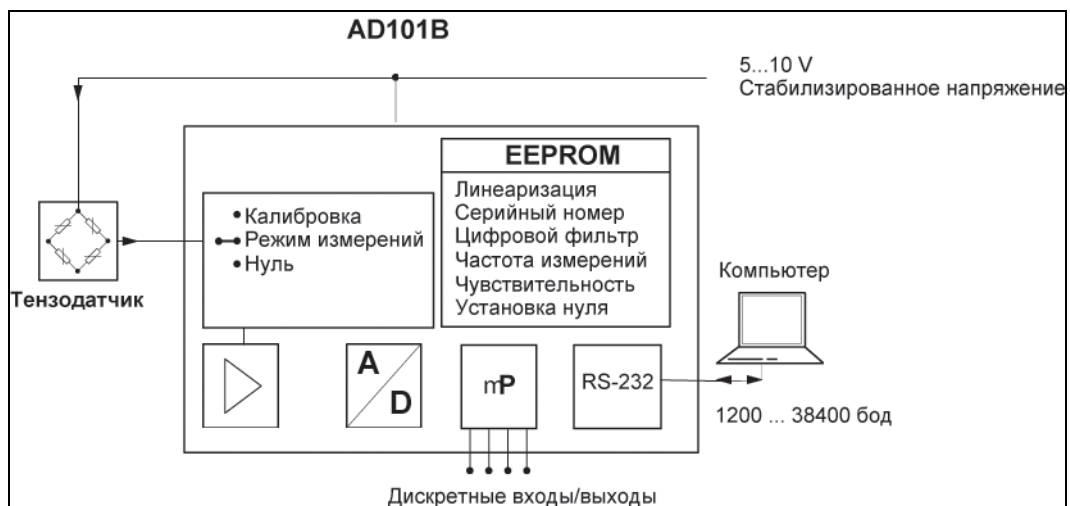 AD101B
5...10 V
Стабилизированное напряжение
EEPROM
Линеаризация
Серийный номер
Цифровой фильтр
Частота измерений
Чувствительность
Установка нуля
Калибровка
Режим измерений
Нуль
Тензодатчик
Компьютер
A
D
mP
RS-232
1200 ... 38400 бод
Дискретные входы/выходы